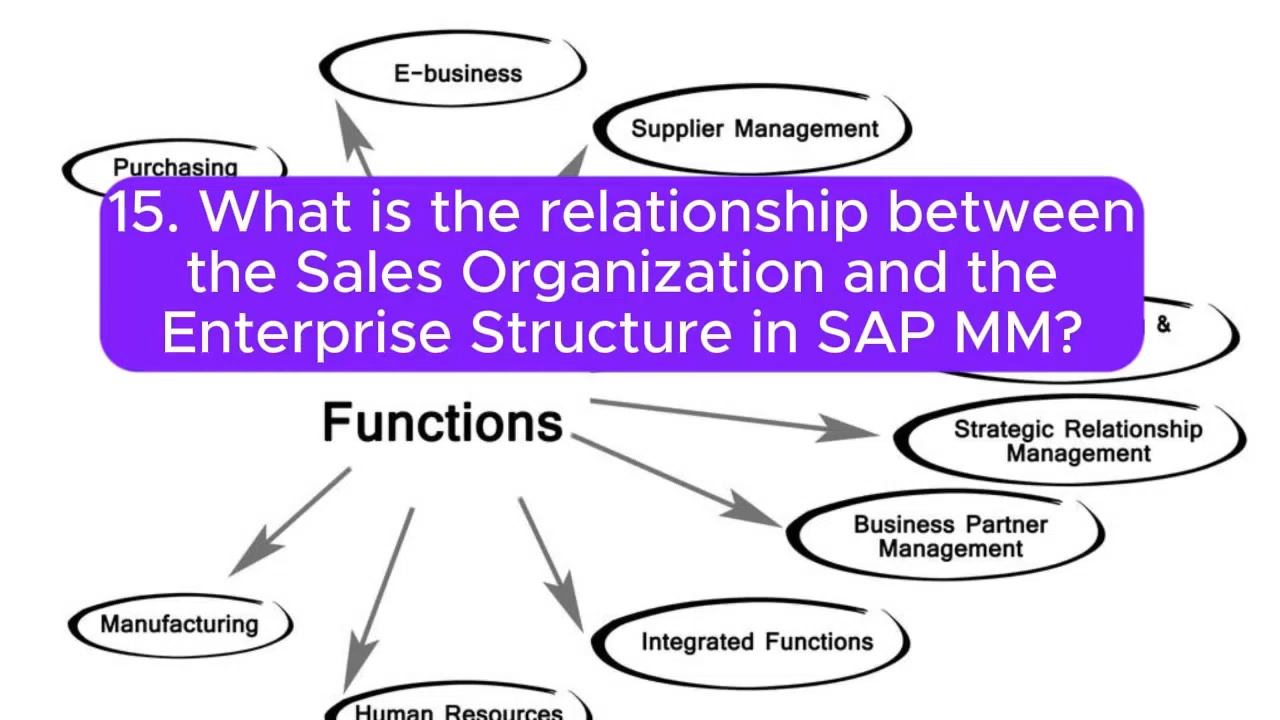 E-business
Supplier Management
Purchasing
15. What is the relationship between
the Sales Organization and the
Enterprise Structure in SAP MM?
&
Functions
Strategic Relationship
Management
Business Partner
Management
Manufacturing
Integrated Functions
Human Resources